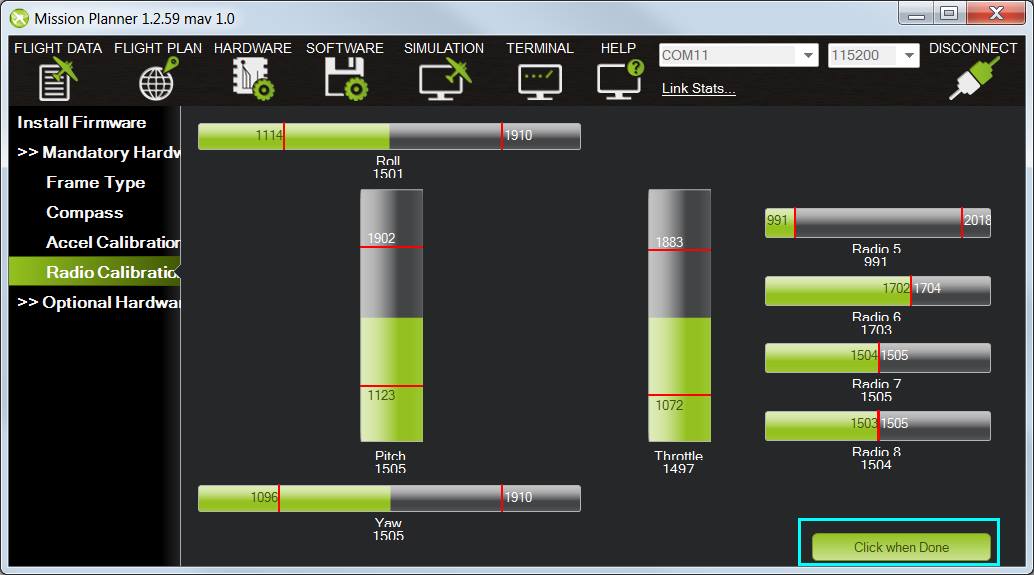 Mission Planner 1.2.59 mav 1.0
FLIGHT DATA FLIGHT PLAN HARDWARE SOFTWARE SIMULATION TERMINAL HELP COM11 115200 DISCONNECT
Link Stats...
Install Firmware
>> Mandatory Hardw
Frame Type
Compass
Accel Calibration
Radio Calibratio
>> Optional Hardwa
1114 1910
Roll
1501
1902
1123
Pitch
1505
1883
1072
Throttle
1497
1096 1910
Yaw
1505
991 2018
Radio 5
991
1702 1704
Radio 6
1703
1504 1505
Radio 7
1505
1503 1505
Radio 8
1504
Click when Done